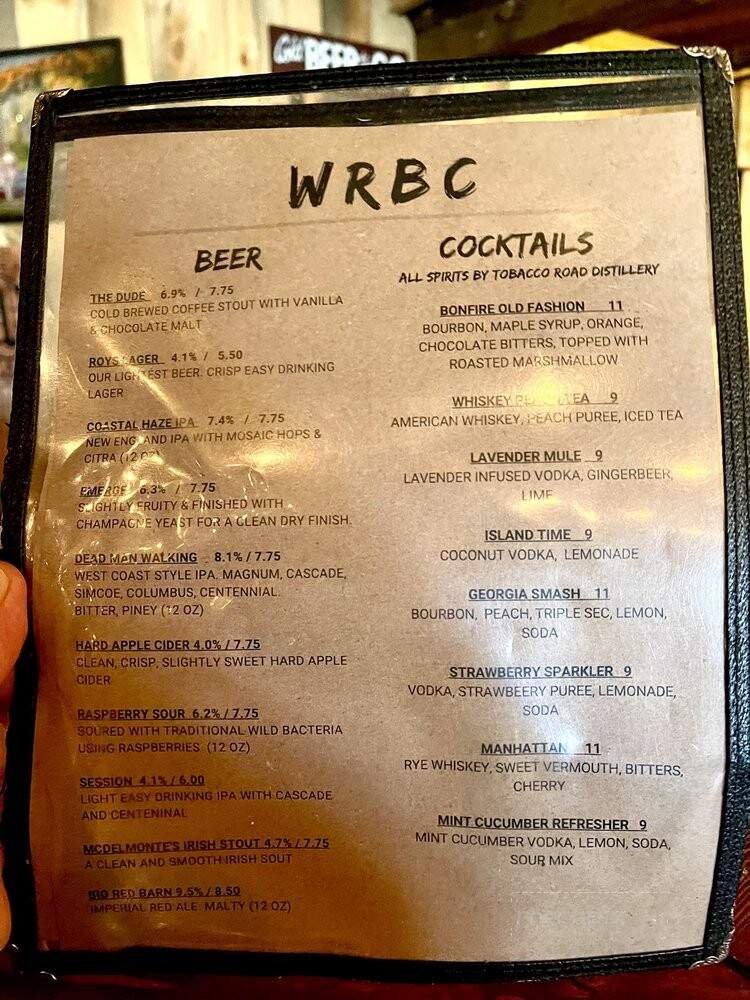 Cold BEER
WRBC
BEER
THE DUDE 6.9% / 7.75
COLD BREWED COFFEE STOUT WITH VANILLA
& CHOCOLATE MALT
ROYS LAGER 4.1% / 5.50
OUR LIGHTEST BEER. CRISP EASY DRINKING
LAGER
COASTAL HAZE IPA 7.4% / 7.75
NEW ENGLAND IPA WITH MOSAIC HOPS &
CITRA (12 OZ)
EMERGE 6.3% / 7.75
SLIGHTLY FRUITY & FINISHED WITH
CHAMPAGNE YEAST FOR A CLEAN DRY FINISH.
DEAD MAN WALKING 8.1% / 7.75
WEST COAST STYLE IPA. MAGNUM, CASCADE,
SIMCOE, COLUMBUS, CENTENNIAL.
BITTER, PINEY (12 OZ)
HARD APPLE CIDER 4.0% / 7.75
CLEAN, CRISP, SLIGHTLY SWEET HARD APPLE
CIDER
RASPBERRY SOUR 6.2% / 7.75
SOURED WITH TRADITIONAL WILD BACTERIA
USING RASPBERRIES (12 OZ)
SESSION 4.1% / 6.00
LIGHT EASY DRINKING IPA WITH CASCADE
AND CENTENINAL
MCDELMONTE'S IRISH STOUT 4.7% / 7.75
A CLEAN AND SMOOTH IRISH SOUT
BIG RED BARN 9.5% / 8.50
IMPERIAL RED ALE. MALTY (12 OZ)
COCKTAILS
ALL SPIRITS BY TOBACCO ROAD DISTILLERY
BONFIRE OLD FASHION 11
BOURBON, MAPLE SYRUP, ORANGE,
CHOCOLATE BITTERS, TOPPED WITH
ROASTED MARSHMALLOW
WHISKEY PEACH TEA 9
AMERICAN WHISKEY, PEACH PUREE, ICED TEA
LAVENDER MULE 9
LAVENDER INFUSED VODKA, GINGERBEER,
LIME
ISLAND TIME 9
COCONUT VODKA, LEMONADE
GEORGIA SMASH 11
BOURBON, PEACH, TRIPLE SEC, LEMON,
SODA
STRAWBERRY SPARKLER 9
VODKA, STRAWBEERY PUREE, LEMONADE,
SODA
MANHATTAN 11
RYE WHISKEY, SWEET VERMOUTH, BITTERS,
CHERRY
MINT CUCUMBER REFRESHER 9
MINT CUCUMBER VODKA, LEMON, SODA,
SOUR MIX